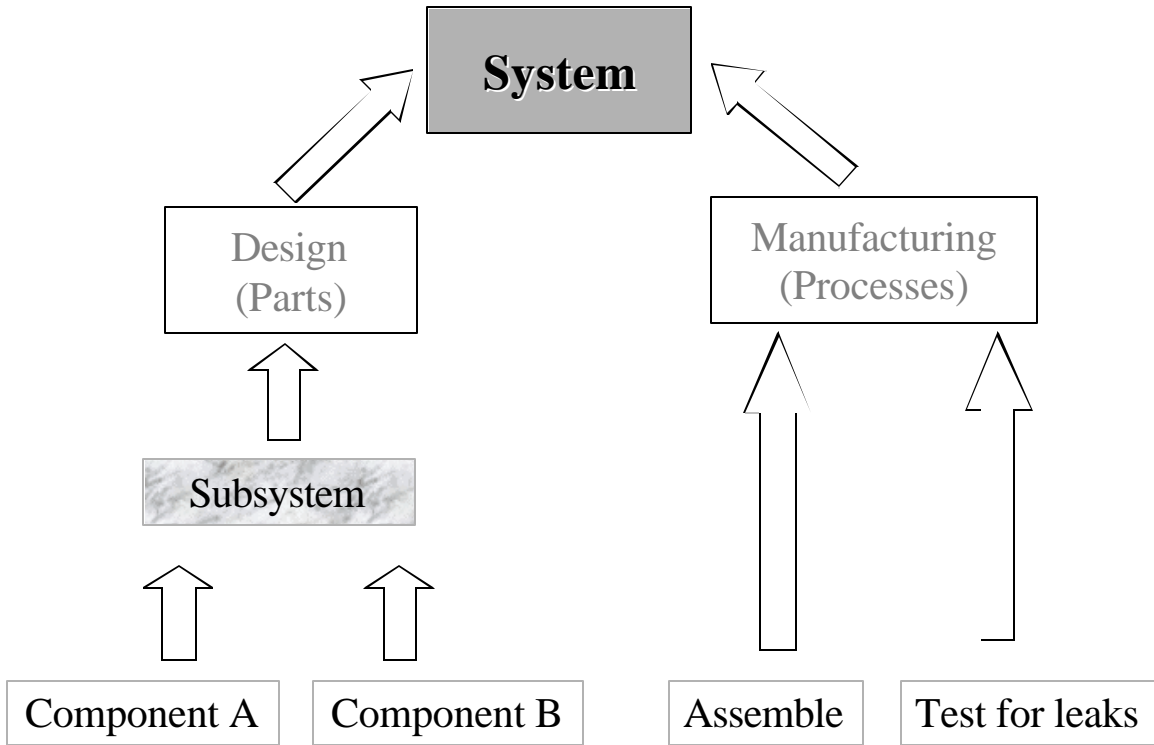 System
Design
(Parts)
Manufacturing
(Processes)
Subsystem
Component A
Component B
Assemble
Test for leaks